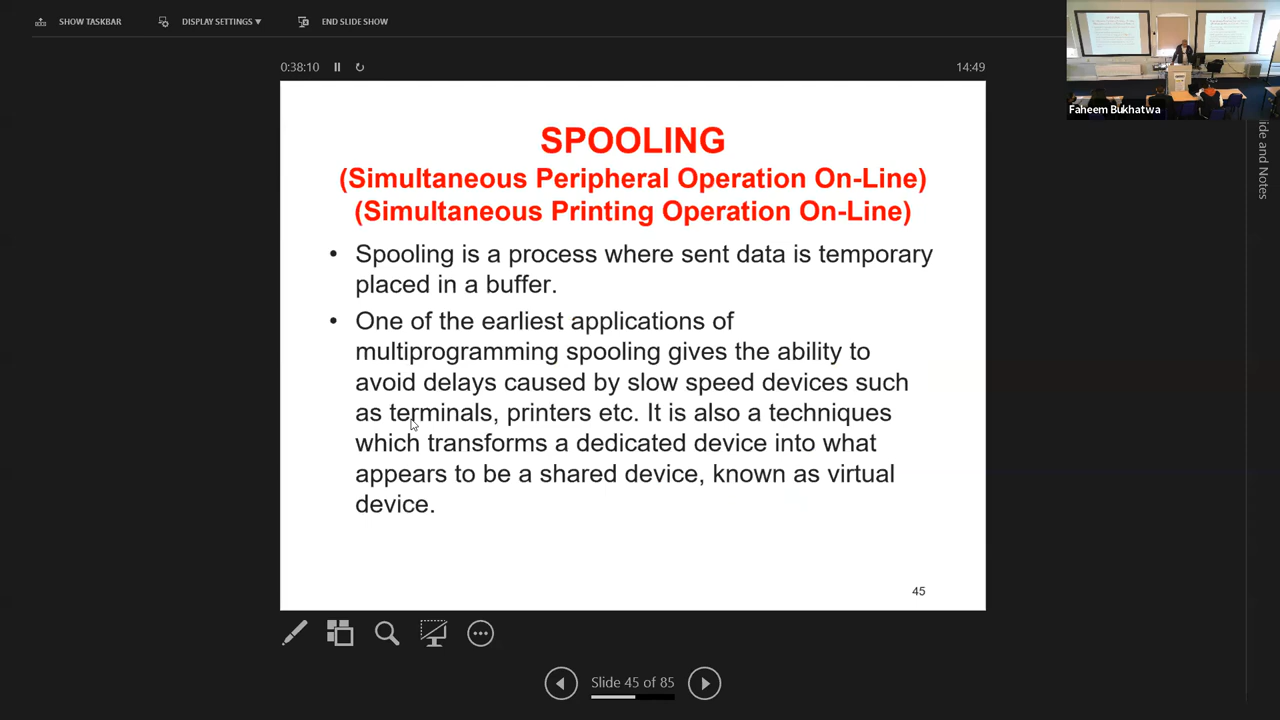 SHOW TASKBAR
DISPLAY SETTINGS ▼
END SLIDE SHOW
0:38:10
14:49
Faheem Bukhatwa
ide and Notes
SPOOLING
(Simultaneous Peripheral Operation On-Line)
(Simultaneous Printing Operation On-Line)
• Spooling is a process where sent data is temporary
placed in a buffer.
• One of the earliest applications of
multiprogramming spooling gives the ability to
avoid delays caused by slow speed devices such
as terminals, printers etc. It is also a techniques
which transforms a dedicated device into what
appears to be a shared device, known as virtual
device.
45
Slide 45 of 85